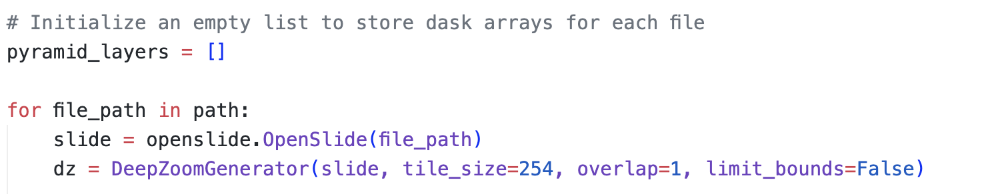 # Initialize an empty list to store dask arrays for each file
pyramid_layers = []
for file_path in path:
slide = openslide.OpenSlide(file_path)
dz = DeepZoomGenerator(slide, tile_size=254, overlap=1, limit_bounds=False)